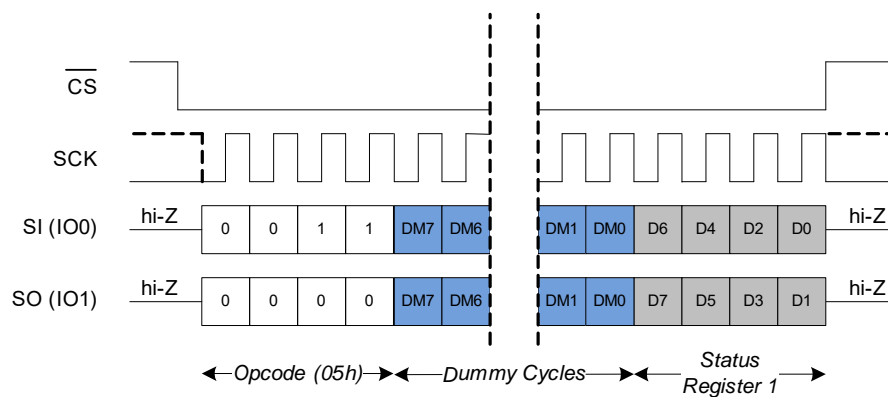 CS
SCK
SI (IO0) hi-Z 0 0 1 1 DM7 DM6 DM1 DM0 D6 D4 D2 D0 hi-Z
SO (IO1) hi-Z 0 0 0 0 DM7 DM6 DM1 DM0 D7 D5 D3 D1 hi-Z
Opcode (05h) Dummy Cycles Status
Register 1